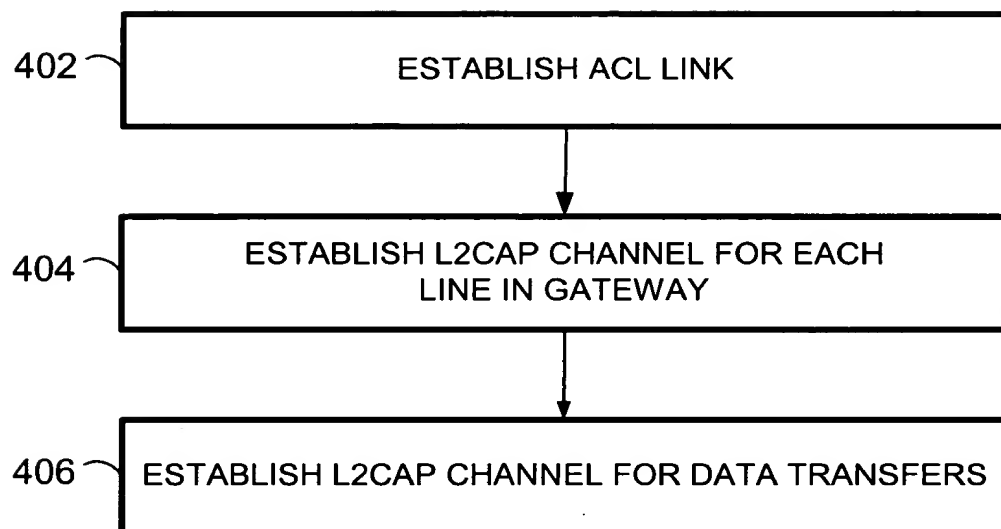 402
ESTABLISH ACL LINK
404
ESTABLISH L2CAP CHANNEL FOR EACH
LINE IN GATEWAY
406
ESTABLISH L2CAP CHANNEL FOR DATA TRANSFERS